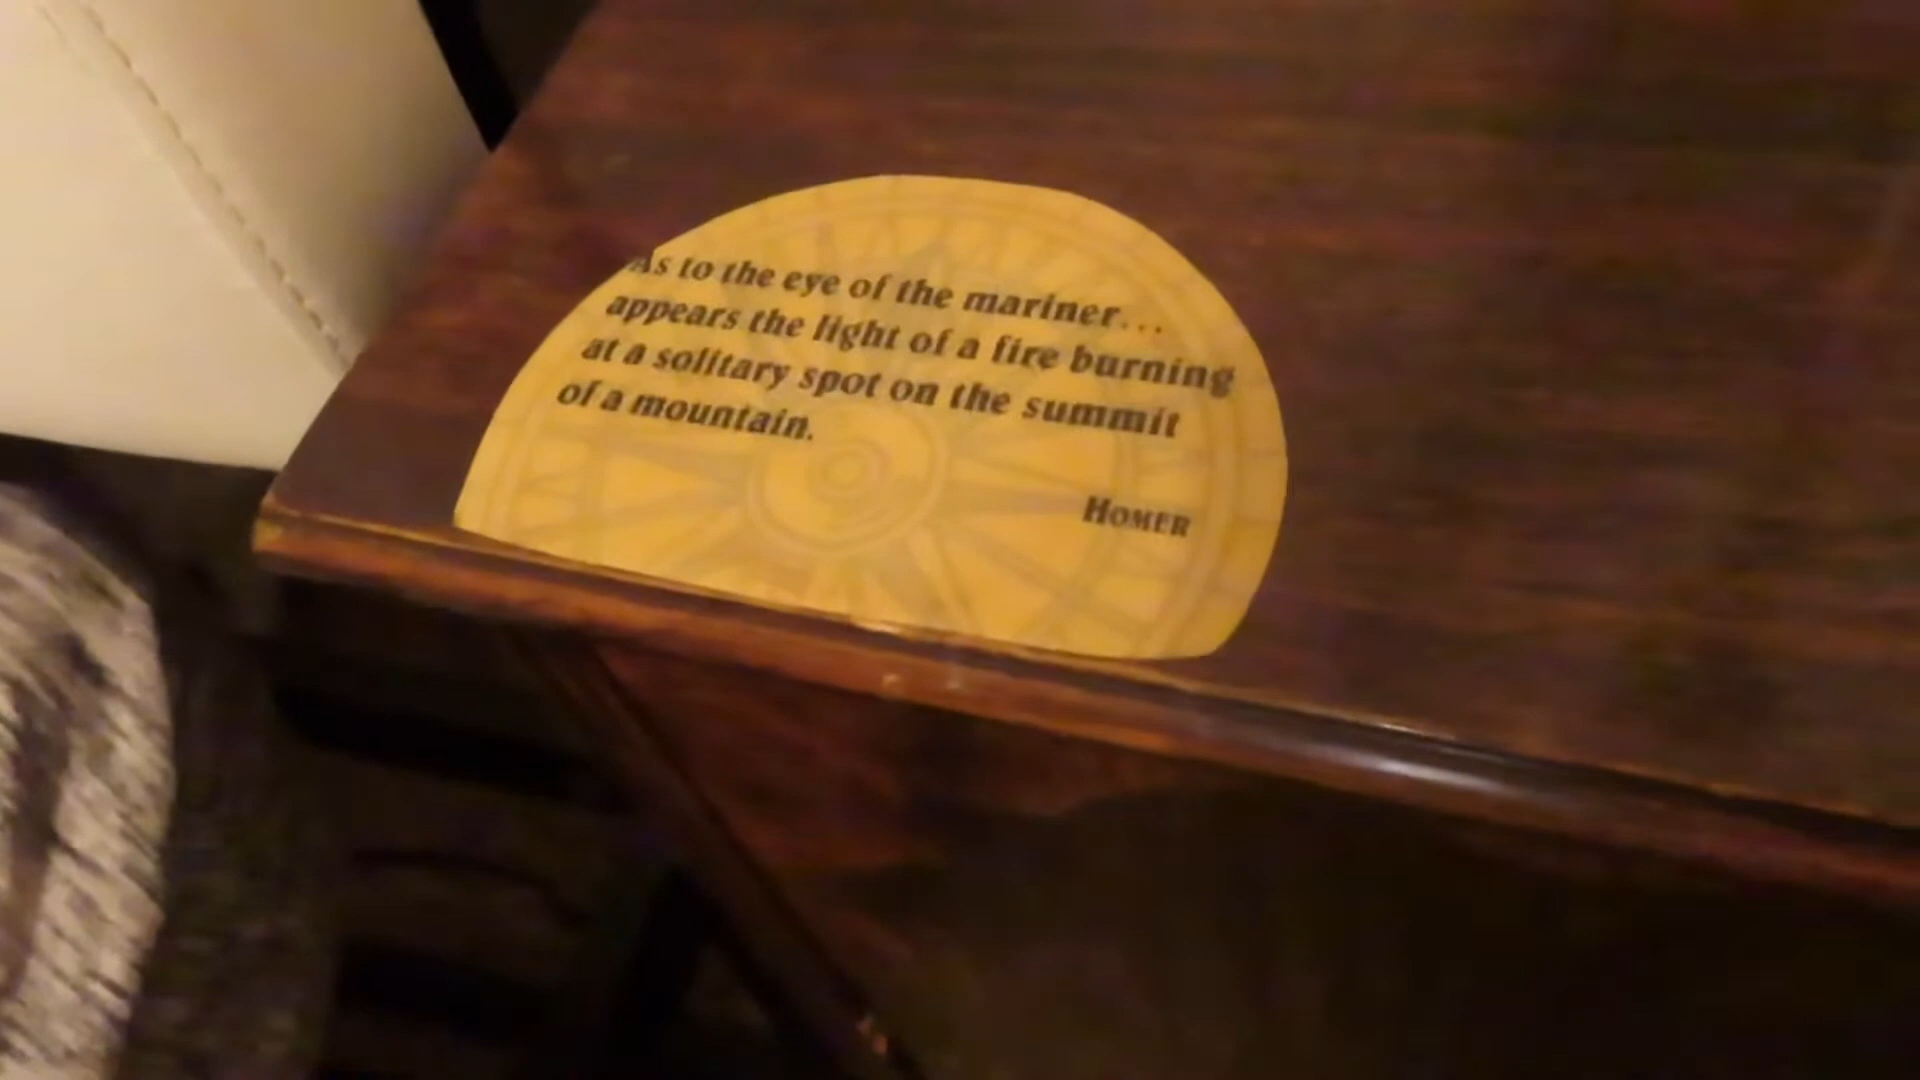 As to the eye of the mariner...
appears the light of a fire burning
at a solitary spot on the summit
of a mountain.
HOMER